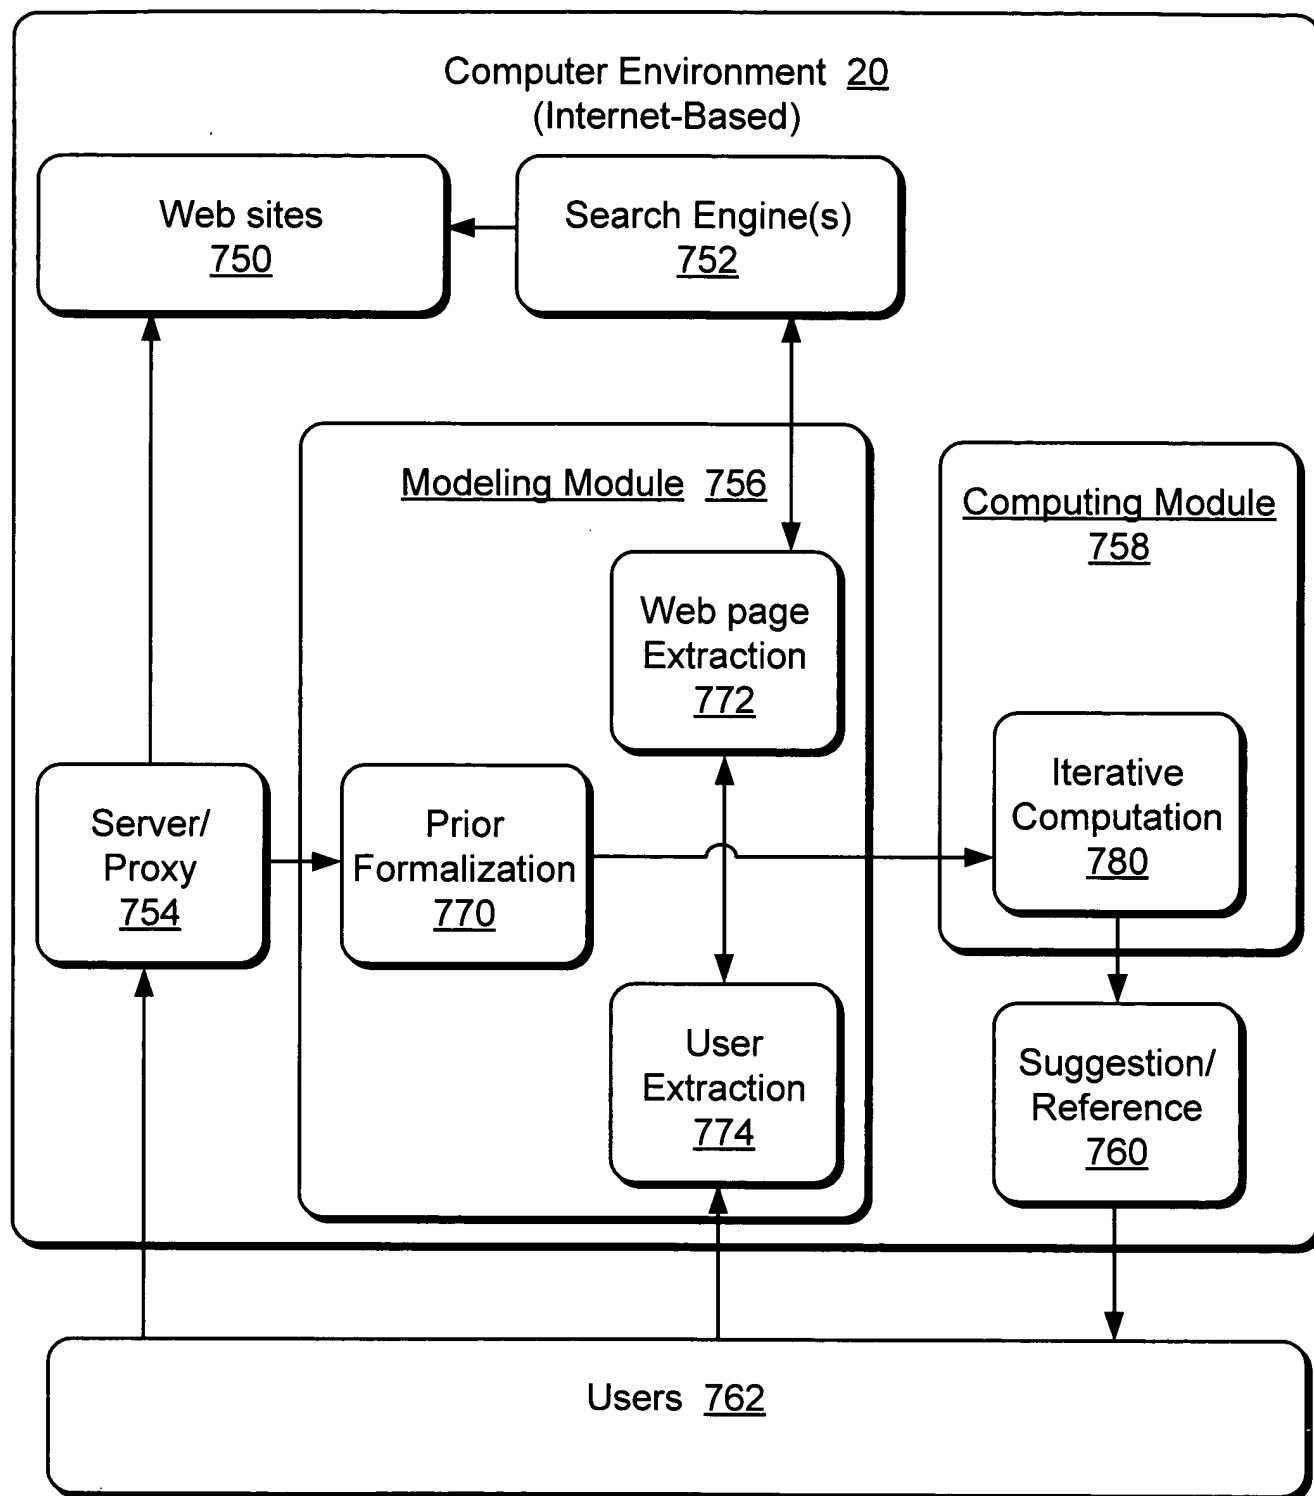 Computer Environment 20
(Internet-Based)
Web sites
750
Search Engine(s)
752
Modeling Module 756
Computing Module
758
Web page
Extraction
772
Server/
Proxy
754
Prior
Formalization
770
Iterative
Computation
780
User
Extraction
774
Suggestion/
Reference
760
Users 762